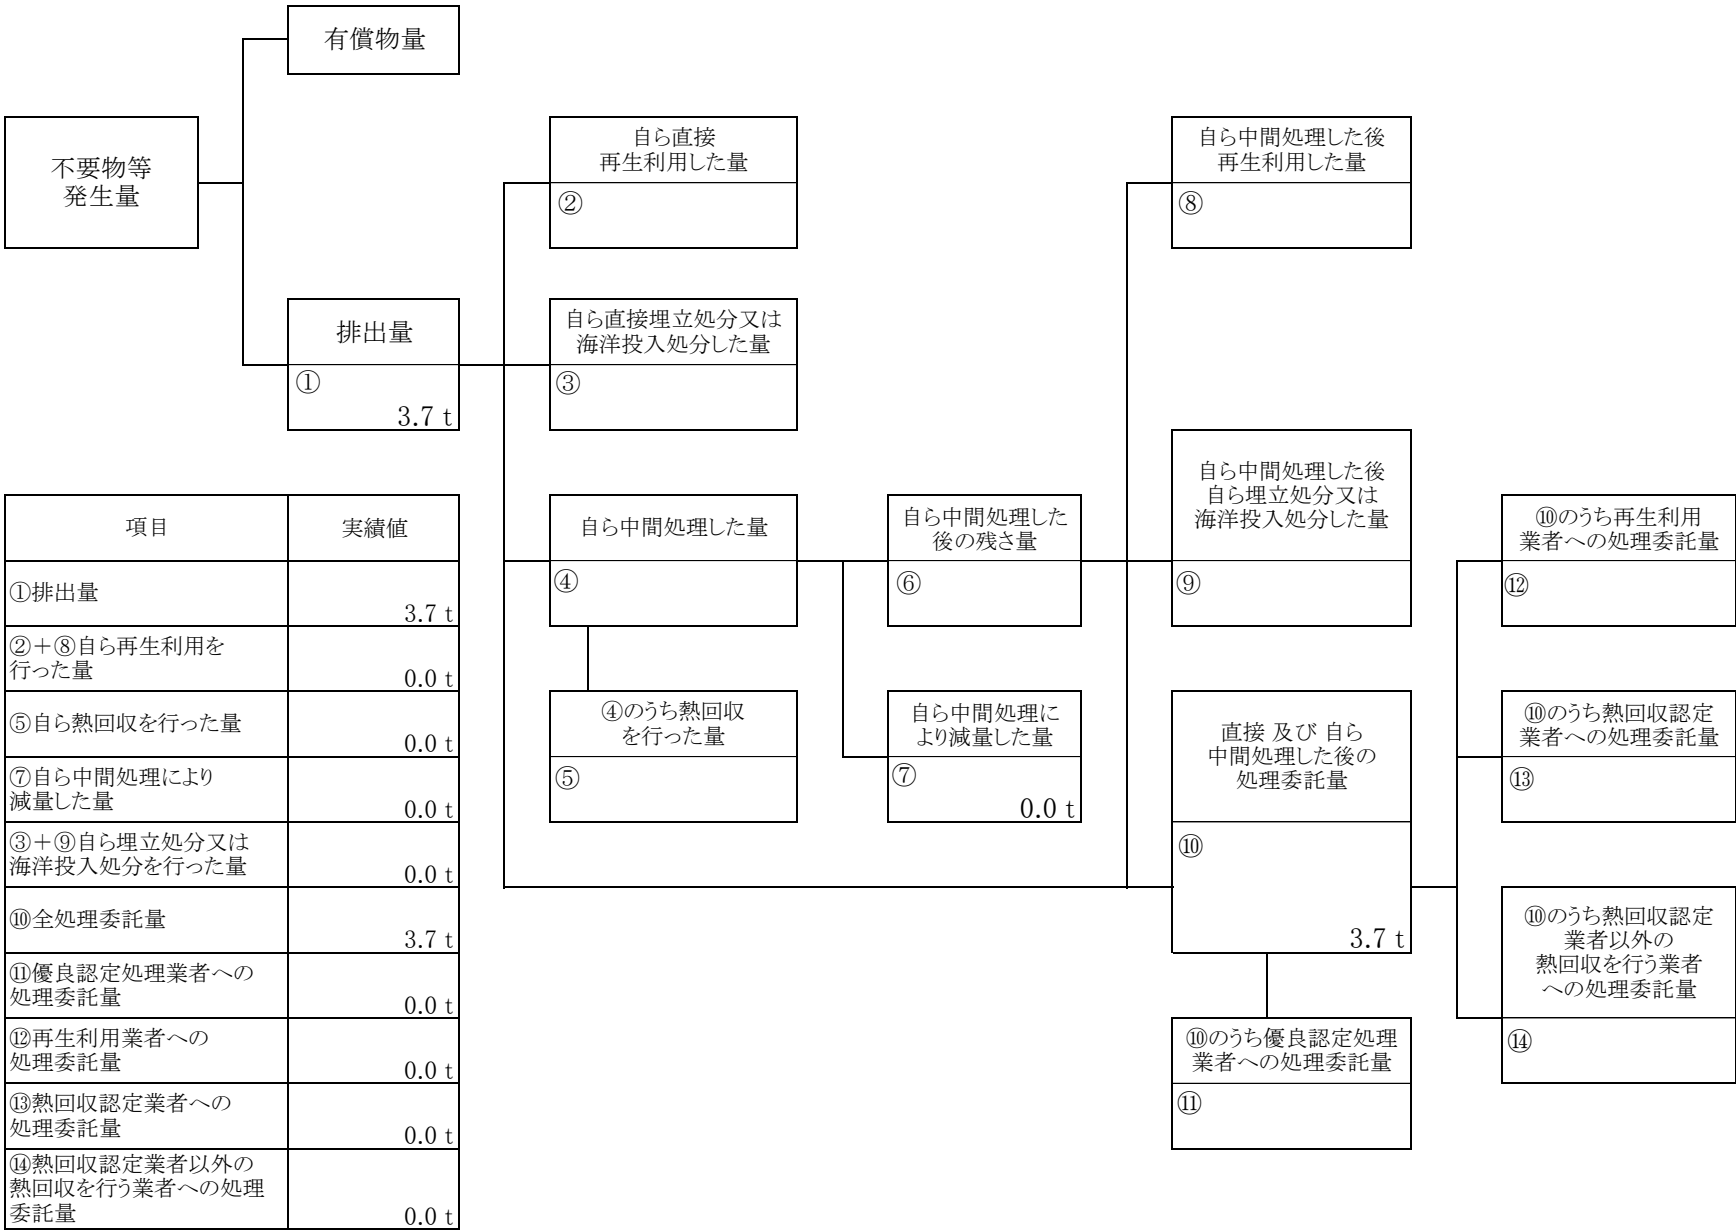 有償物量
不要物等
発生量
自ら直接
再生利用した量
②
自ら中間処理した後
再生利用した量
⑧
排出量
①
3.7 t
自ら直接埋立処分又は
海洋投入処分した量
③
自ら中間処理した量
④
自ら中間処理した
後の残さ量
⑥
自ら中間処理した後
自ら埋立処分又は
海洋投入処分した量
⑨
⑩のうち再生利用
業者への処理委託量
⑫
④のうち熱回収
を行った量
⑤
自ら中間処理に
より減量した量
⑦
0.0 t
直接 及び 自ら
中間処理した後の
処理委託量
⑩
3.7 t
⑩のうち熱回収認定
業者への処理委託量
⑬
⑩のうち熱回収認定
業者以外の
熱回収を行う業者
への処理委託量
⑭
⑩のうち優良認定処理
業者への処理委託量
⑪
項目 実績値
①排出量
3.7 t
②＋⑧自ら再生利用を
行った量
0.0 t
⑤自ら熱回収を行った量
0.0 t
⑦自ら中間処理により
減量した量
0.0 t
③＋⑨自ら埋立処分又は
海洋投入処分を行った量
0.0 t
⑩全処理委託量
3.7 t
⑪優良認定処理業者への
処理委託量
0.0 t
⑫再生利用業者への
処理委託量
0.0 t
⑬熱回収認定業者への
処理委託量
0.0 t
⑭熱回収認定業者以外の
熱回収を行う業者への処理
委託量
0.0 t